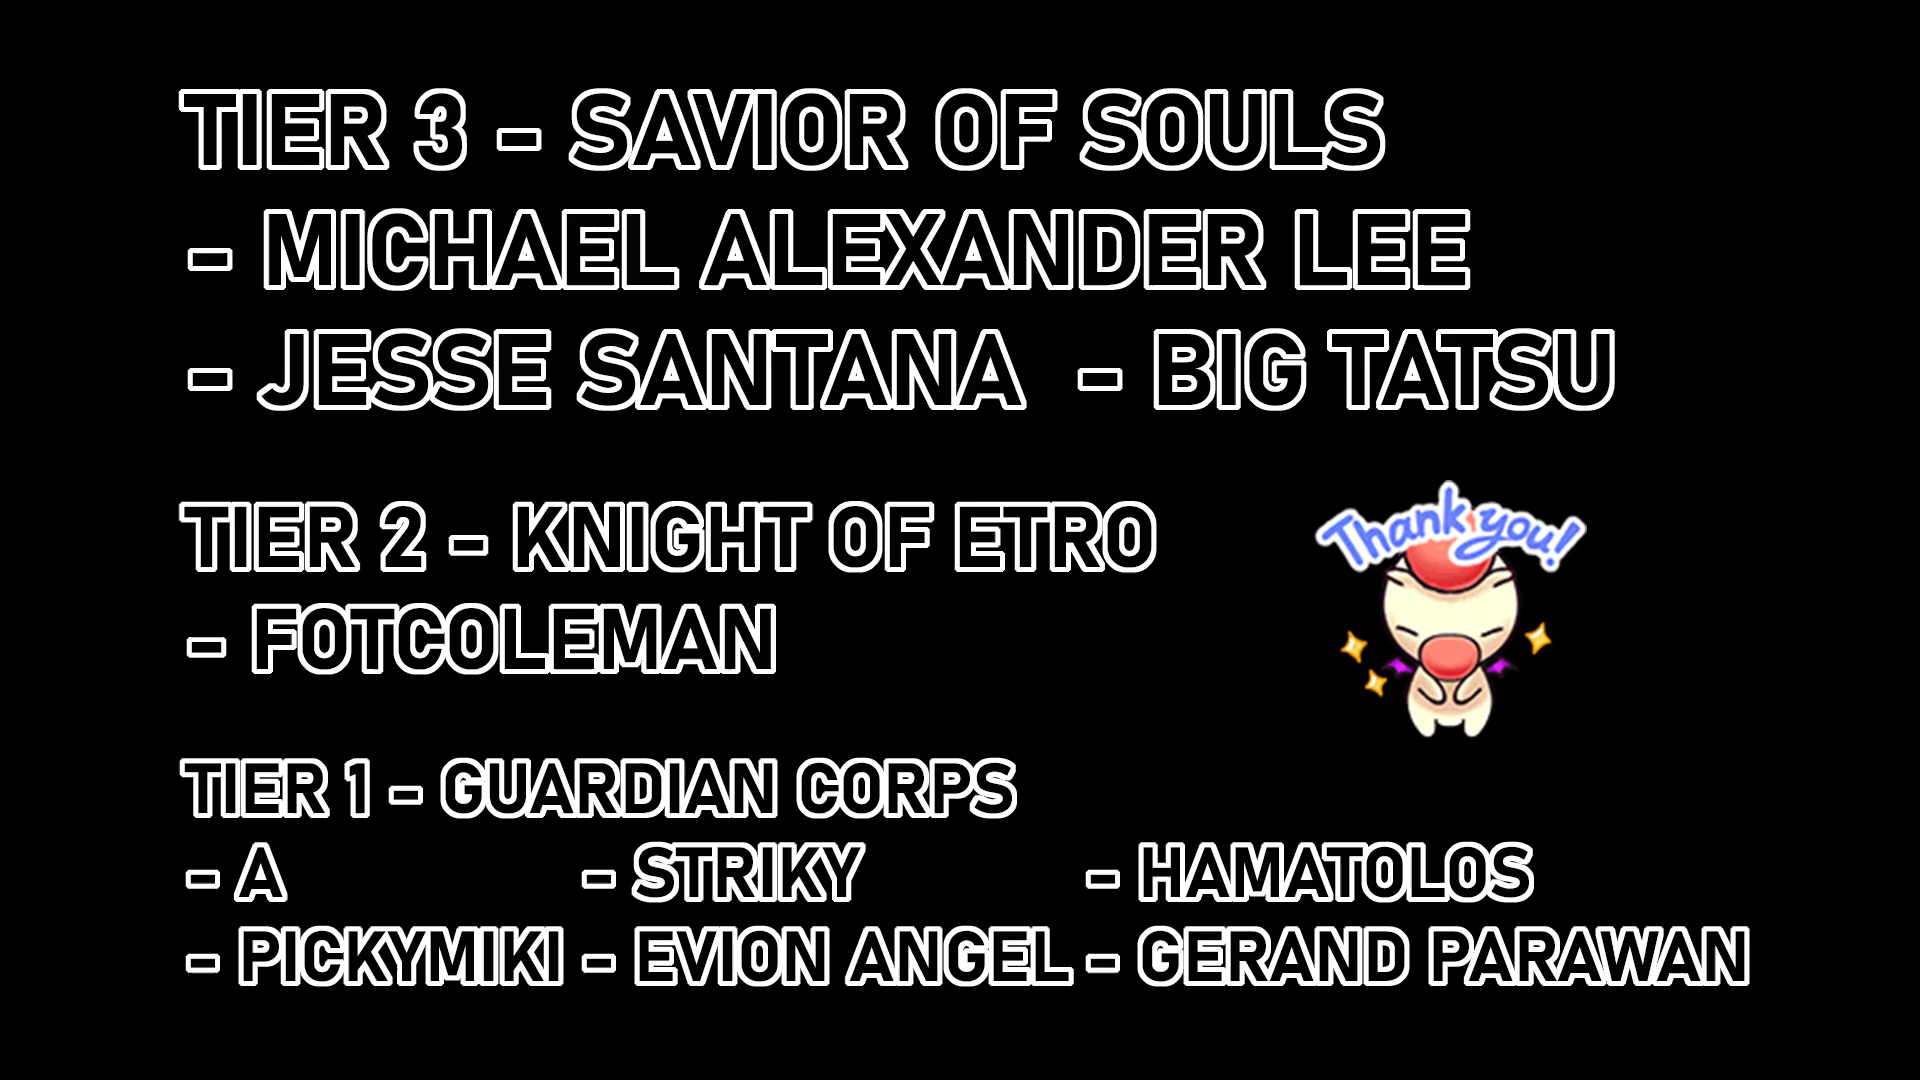 TIER 3 - SAVIOR OF SOULS
- MICHAEL ALEXANDER LEE
- JESSE SANTANA - BIG TATSU
TIER 2 - KNIGHT OF ETRO
- FOTCOLEMAN
Thank you!
TIER 1 - GUARDIAN CORPS
- A - STRIKY - HAMATOLOS
- PICKYMIKI - EVION ANGEL - GERAND PARAWAN